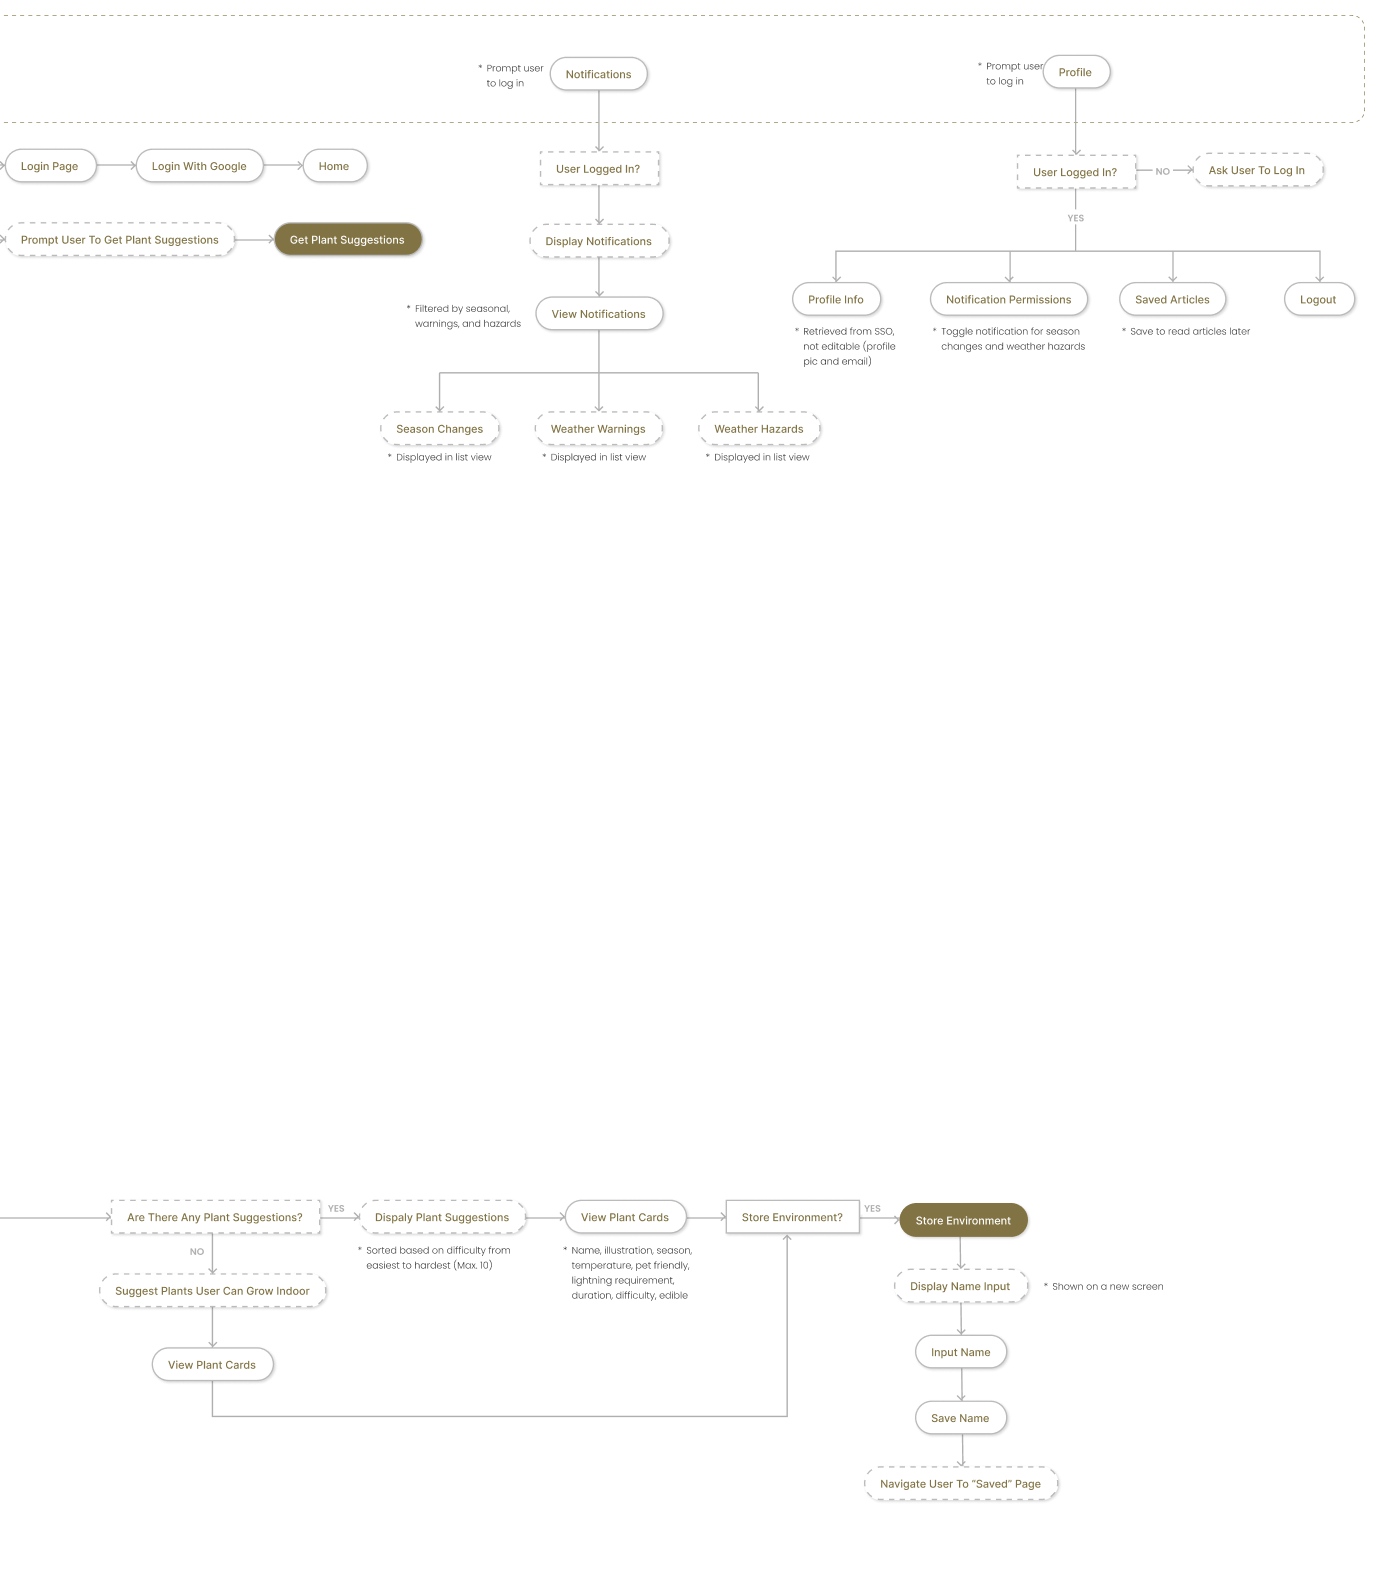 * Prompt user
to log in
Notifications
* Prompt user
to log in
Profile
Login Page
Login With Google
Home
User Logged In?
User Logged In?
NO
Ask User To Log In
YES
Prompt User To Get Plant Suggestions
Get Plant Suggestions
Display Notifications
* Filtered by seasonal,
warnings, and hazards
View Notifications
Profile Info
Notification Permissions
Saved Articles
Logout
* Retrieved from SSO,
not editable (profile
pic and email)
* Toggle notification for season
changes and weather hazards
* Save to read articles later
Season Changes
Weather Warnings
Weather Hazards
* Displayed in list view
* Displayed in list view
* Displayed in list view
Are There Any Plant Suggestions?
YES
Dispaly Plant Suggestions
View Plant Cards
Store Environment?
YES
Store Environment
NO
* Sorted based on difficulty from
easiest to hardest (Max. 10)
* Name, illustration, season,
temperature, pet friendly,
lightning requirement,
duration, difficulty, edible
Suggest Plants User Can Grow Indoor
Display Name Input
* Shown on a new screen
View Plant Cards
Input Name
Save Name
Navigate User To “Saved” Page